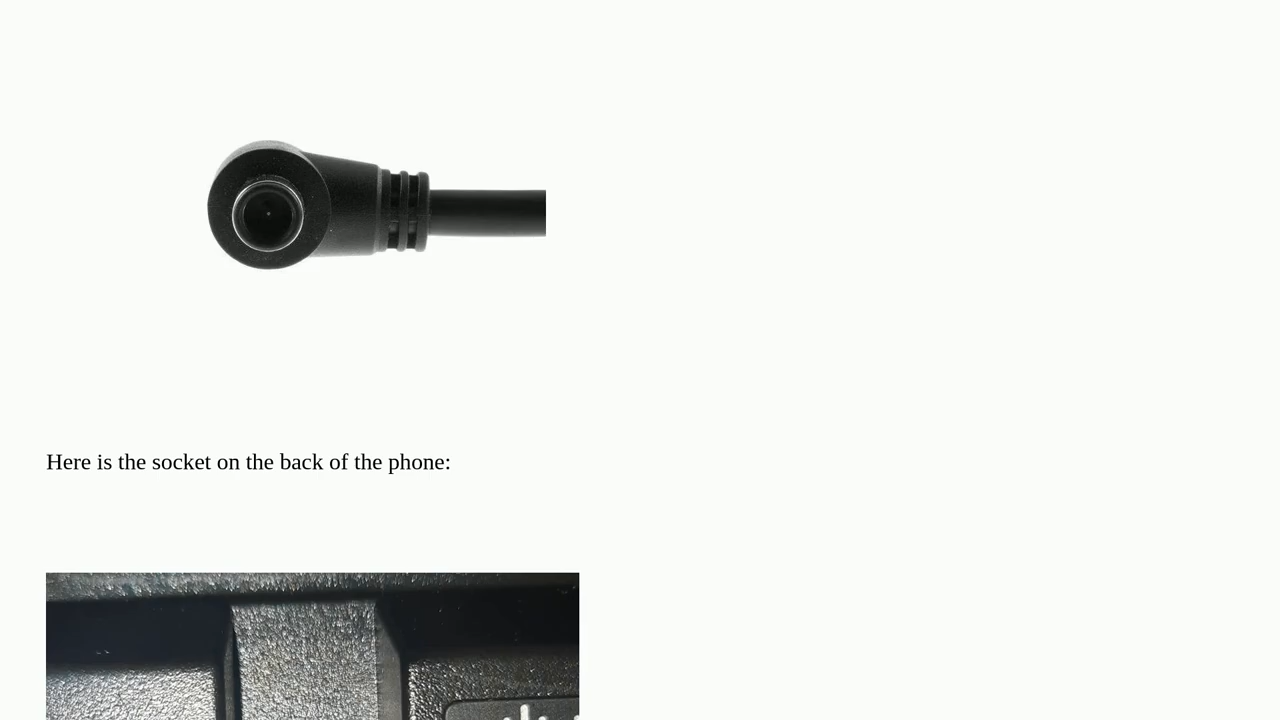 Here is the socket on the back of the phone: